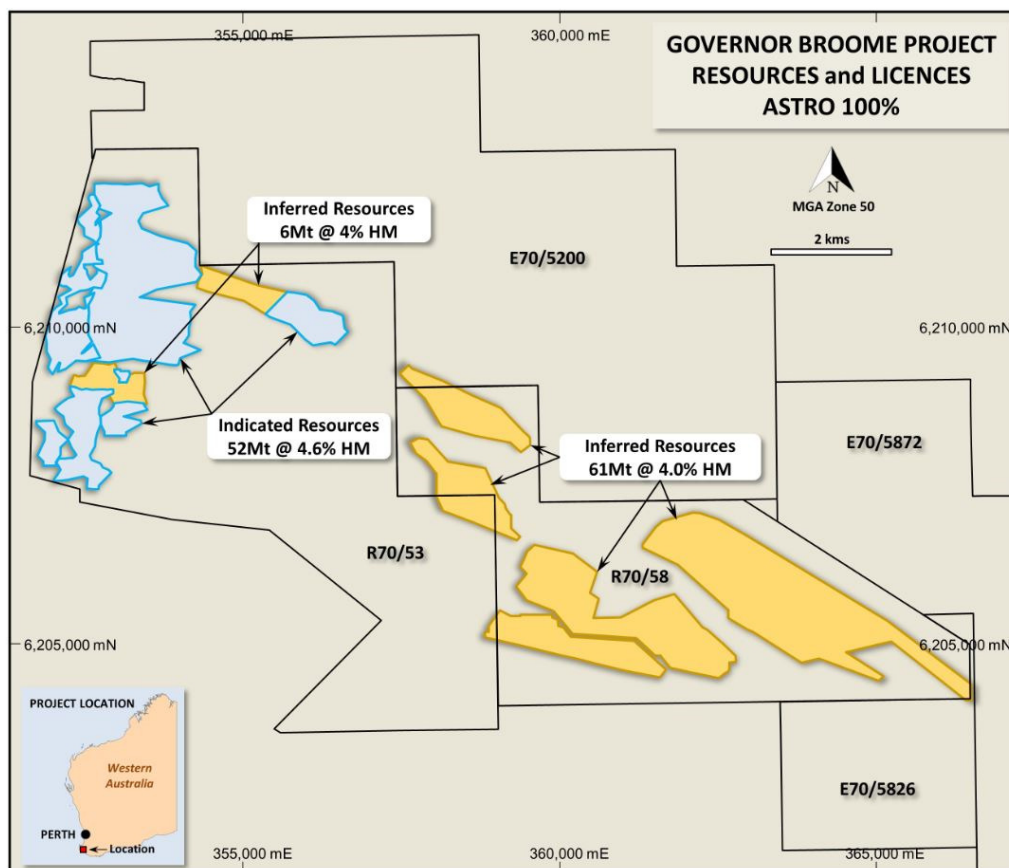 355,000 mE
360,000 mE
GOVERNOR BROOME PROJECT
RESOURCES and LICENCES
ASTRO 100%
N
MGA Zone 50
2 kms
Inferred Resources
6Mt @ 4% HM
E70/5200
6,210,000 mN
6,210,000 mN
Indicated Resources
52Mt @ 4.6% HM
Inferred Resources
61Mt @ 4.0% HM
E70/5872
R70/53
R70/58
6,205,000 mN
6,205,000 mN
PROJECT LOCATION
Western
Australia
PERTH
Location
E70/5826
355,000 mE
360,000 mE
365,000 mE